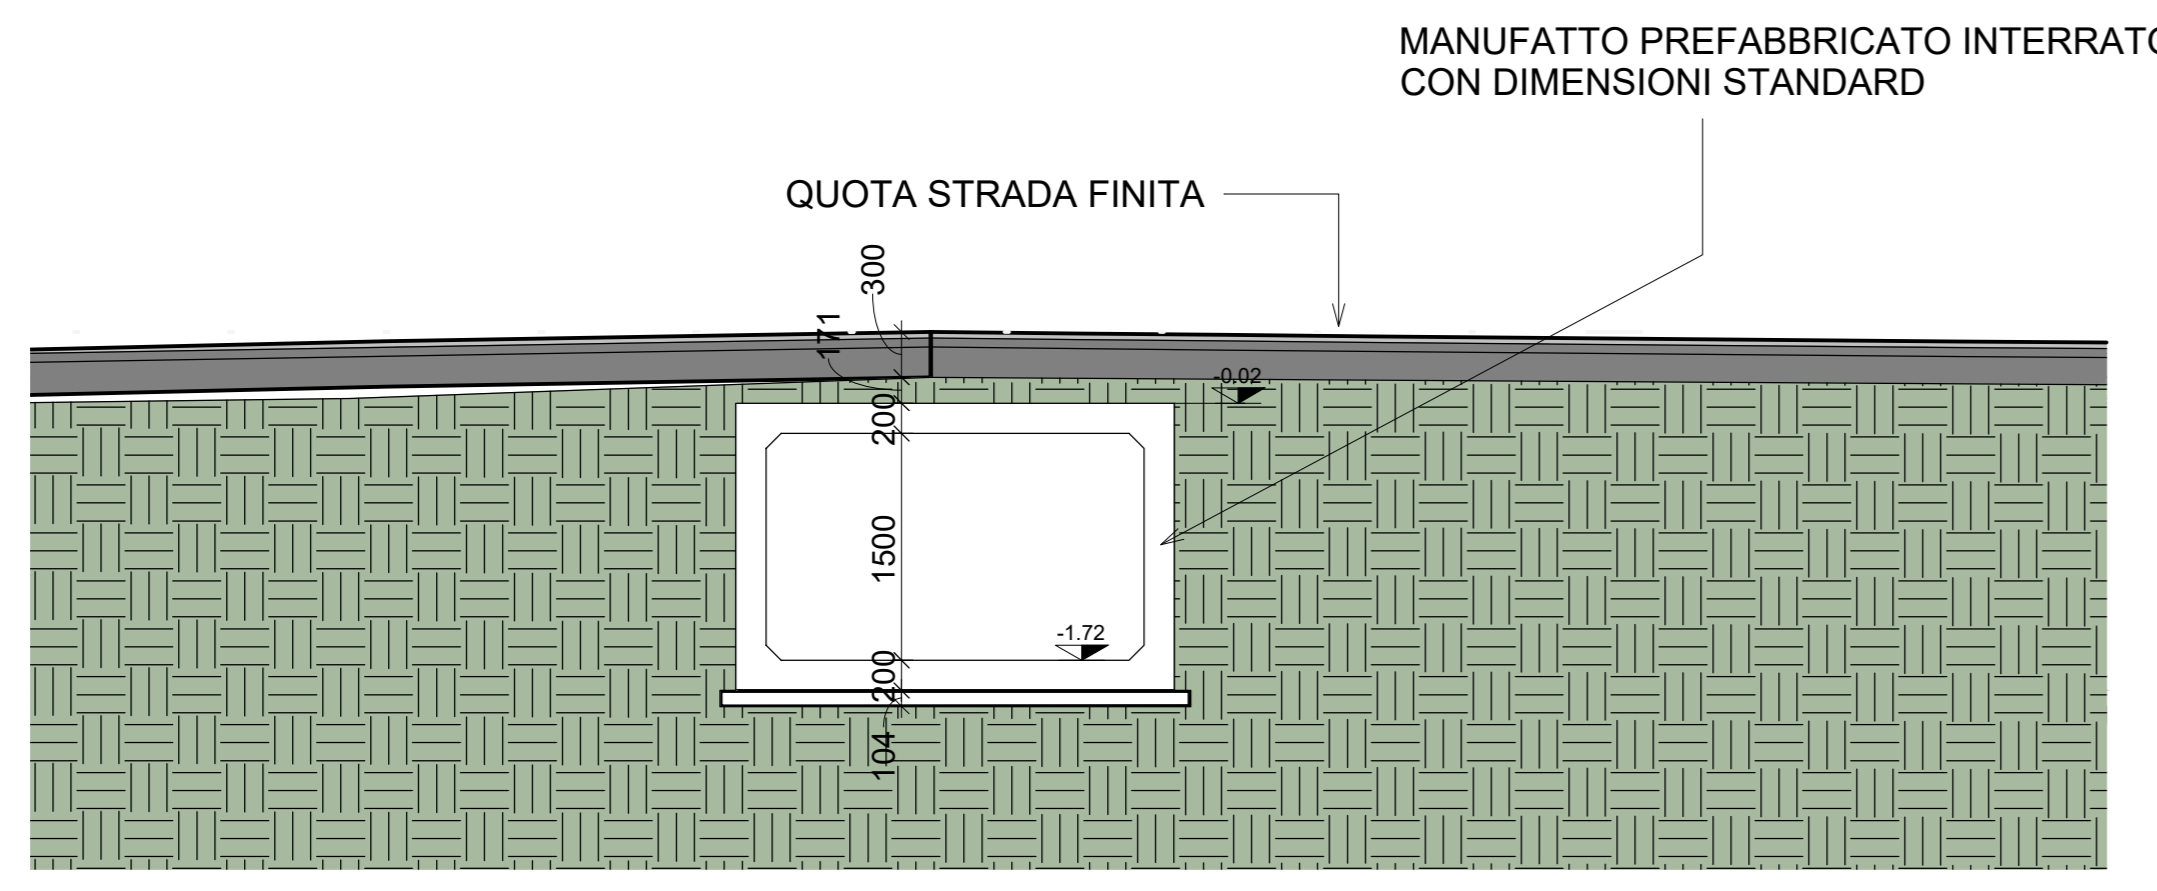 MANUFATTO PREFABBRICATO INTERRATO
CON DIMENSIONI STANDARD
QUOTA STRADA FINITA
300
171
-0.02
200
1500
-1.72
200
104